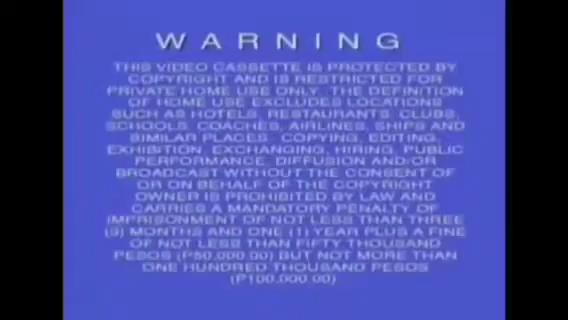 WARNING
THIS VIDEO CASSETTE IS PROTECTED BY
COPYRIGHT AND IS RESTRICTED FOR
PRIVATE HOME USE ONLY. THE DEFINITION
OF HOME USE EXCLUDES LOCATIONS
SUCH AS HOTELS, RESTAURANTS, CLUBS,
SCHOOLS, COACHES, AIRLINES, SHIPS AND
SIMILAR PLACES. COPYING, EDITING,
EXHIBITION, EXCHANGING, HIRING, PUBLIC
PERFORMANCE, DIFFUSION AND/OR
BROADCAST WITHOUT THE CONSENT OF
OR ON BEHALF OF THE COPYRIGHT
OWNER IS PROHIBITED BY LAW AND
CARRIES A MANDATORY PENALTY OF
IMPRISONMENT OF NOT LESS THAN THREE
(3) MONTHS AND ONE (1) YEAR PLUS A FINE
OF NOT LESS THAN FIFTY THOUSAND
PESOS (P50,000.00) BUT NOT MORE THAN
ONE HUNDRED THOUSAND PESOS
(P100,000.00)